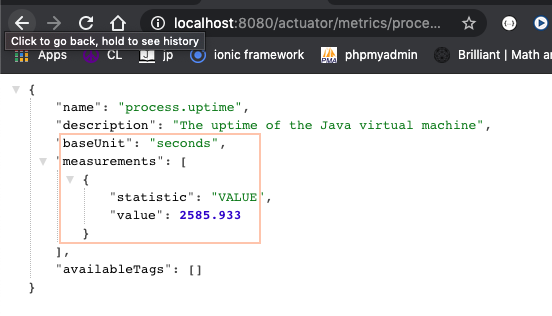 localhost:8080/actuator/metrics/proce...
Click to go back, hold to see history
CL
jp
ionic framework
phpmyadmin
Brilliant | Math ar
{
"name": "process.uptime",
"description": "The uptime of the Java virtual machine",
"baseUnit": "seconds",
"measurements": [
{
"statistic": "VALUE",
"value": 2585.933
}
],
"availableTags": []
}